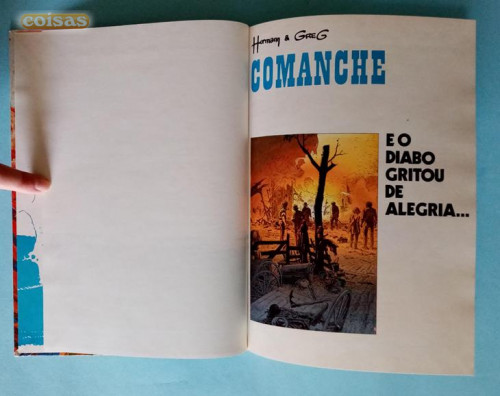 coisas
Hermann & GREG
COMANCHE
E O
DIABO
GRITOU
DE
ALEGRIA...